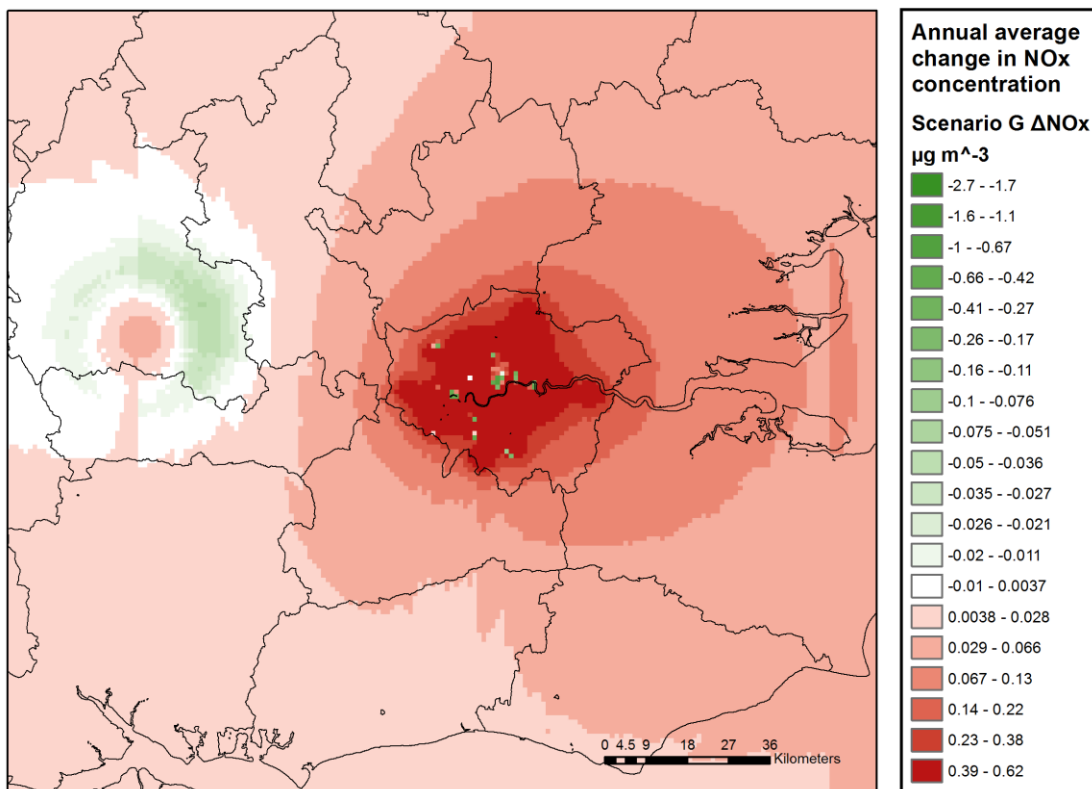 Annual average
change in NOx
concentration
Scenario G ΔNOx
µg m^-3
-2.7 - -1.7
-1.6 - -1.1
-1 - -0.67
-0.66 - -0.42
-0.41 - -0.27
-0.26 - -0.17
-0.16 - -0.11
-0.1 - -0.076
-0.075 - -0.051
-0.05 - -0.036
-0.035 - -0.027
-0.026 - -0.021
-0.02 - -0.011
-0.01 - 0.0037
0.0038 - 0.028
0.029 - 0.066
0.067 - 0.13
0.14 - 0.22
0.23 - 0.38
0.39 - 0.62
0 4.5 9 18 27 36
Kilometers